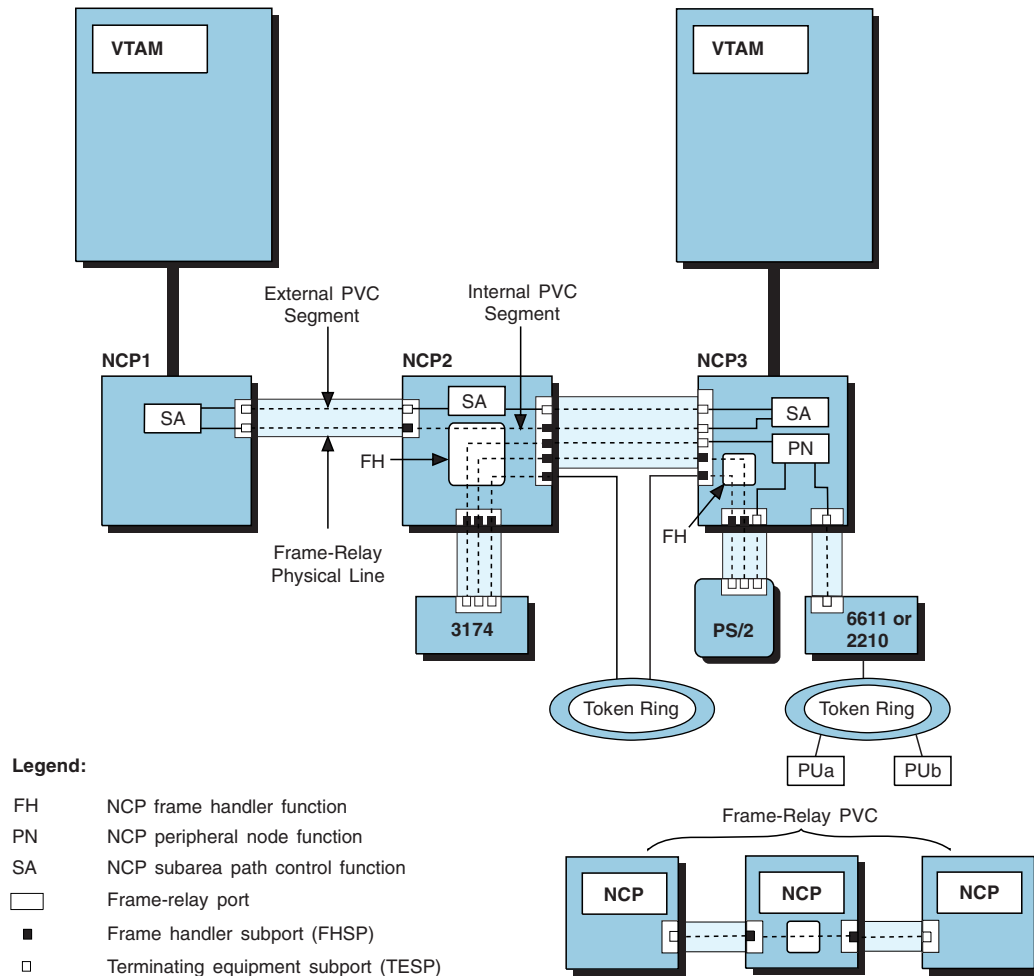 VTAM
VTAM
External PVC
Segment
Internal PVC
Segment
NCP1
NCP2
NCP3
SA
SA
SA
PN
FH
FH
Frame-Relay
Physical Line
3174
PS/2
6611 or
2210
Token Ring
Token Ring
PUa
PUb
Legend:
FH NCP frame handler function
PN NCP peripheral node function
SA NCP subarea path control function
Frame-relay port
Frame handler subport (FHSP)
Terminating equipment subport (TESP)
Frame-Relay PVC
NCP
NCP
NCP